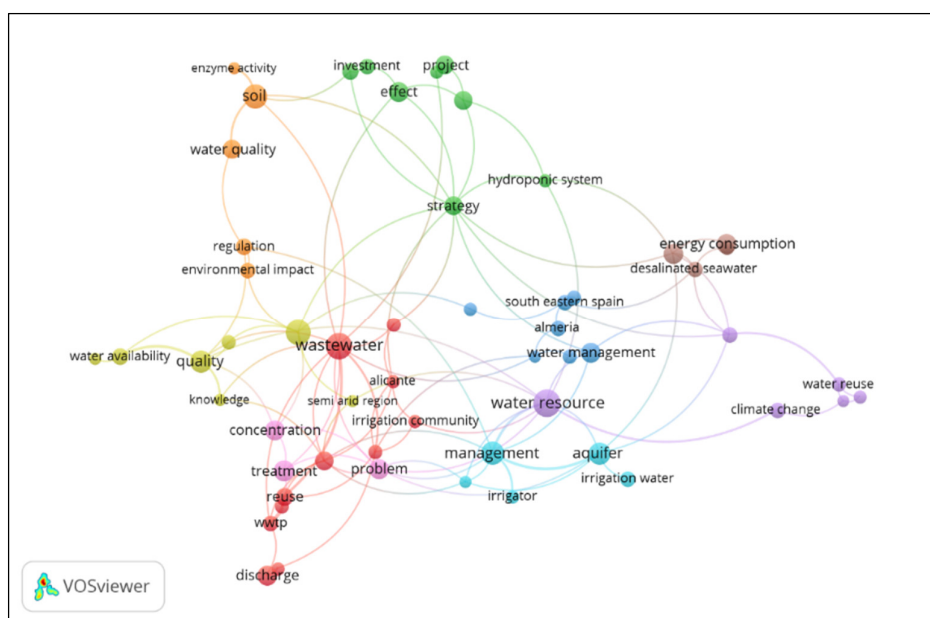 enzyme activity
investment
project
soil
effect
water quality
hydroponic system
strategy
regulation
energy consumption
environmental impact
desalinated seawater
south eastern spain
almeria
wastewater
water availability
quality
water management
alicante
water reuse
knowledge
semi arid region
water resource
climate change
irrigation community
concentration
management
aquifer
treatment
problem
irrigation water
reuse
irrigator
wwtp
discharge
VOSviewer